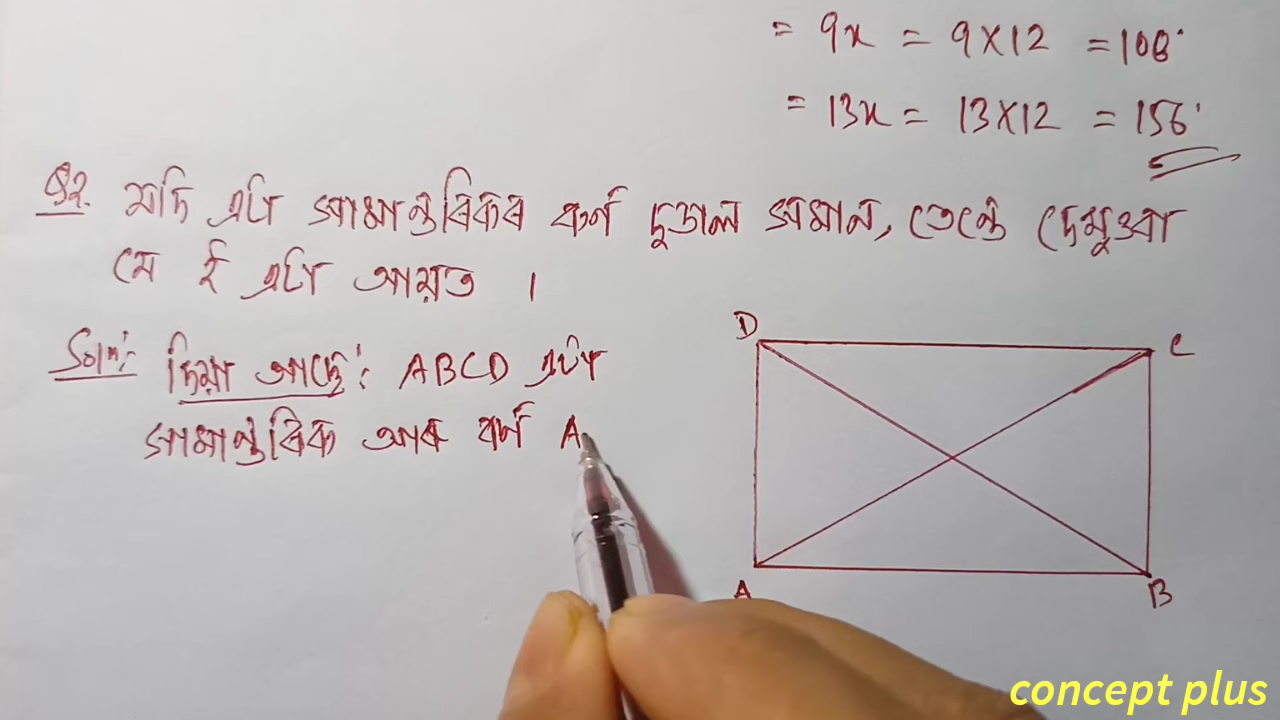 = 9x = 9×12 = 108°
= 13x = 13×12 = 156°
Q2. যদি এটা সামান্তৰিকৰ কৰ্ণ দুডাল সমান, তেন্তে দেখুওৱা
যে ই এটা আয়ত ।
Solⁿ: দিয়া আছে: ABCD এটা
সামান্তৰিক আৰু কৰ্ণ A
D
C
A
B
concept plus